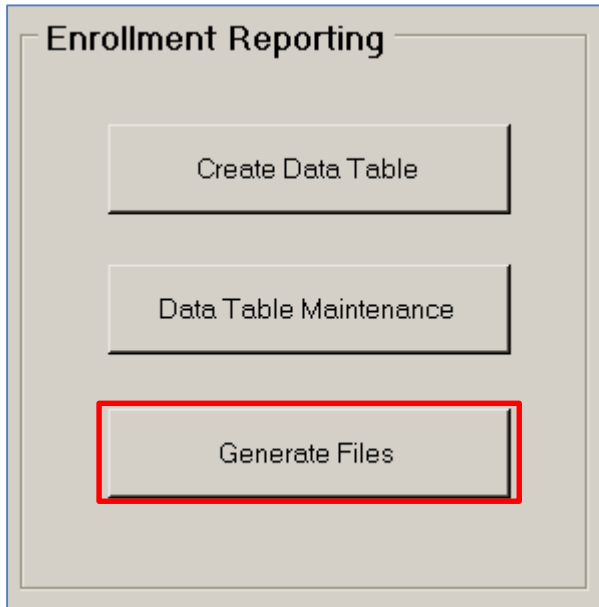 Enrollment Reporting
Create Data Table
Data Table Maintenance
Generate Files